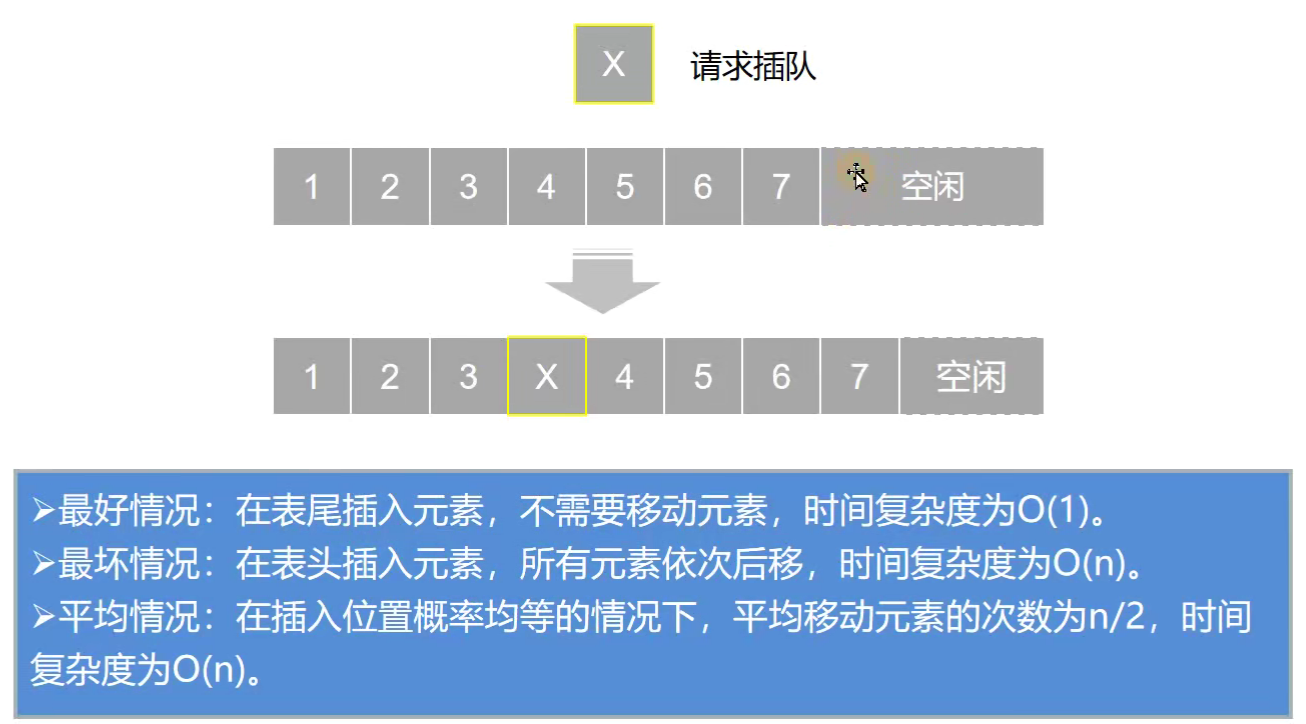 X 请求插队
1 2 3 4 5 6 7 空闲
1 2 3 X 4 5 6 7 空闲
➢最好情况：在表尾插入元素，不需要移动元素，时间复杂度为O(1)。
➢最坏情况：在表头插入元素，所有元素依次后移，时间复杂度为O(n)。
➢平均情况：在插入位置概率均等的情况下，平均移动元素的次数为n/2，时间
复杂度为O(n)。